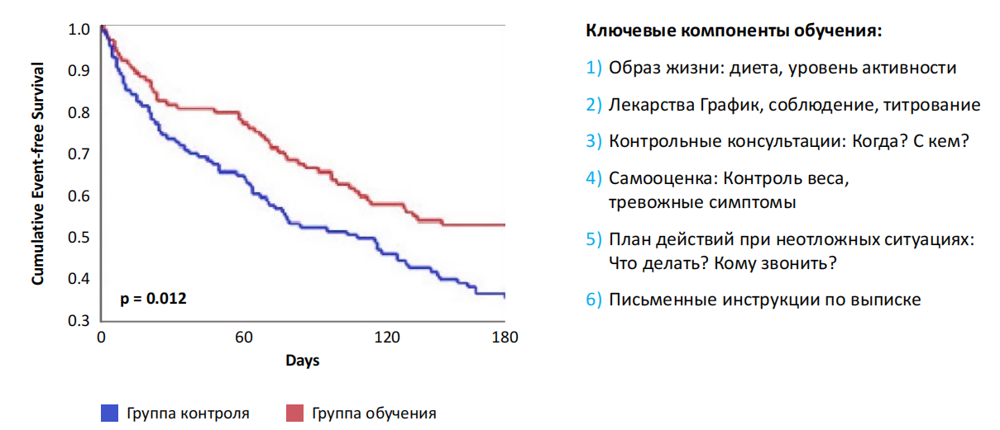 1.0
0.9
0.8
0.7
0.6
0.5
0.4
0.3
Cumulative Event-free Survival
p = 0.012
0
60
120
180
Days
Группа контроля
Группа обучения
Ключевые компоненты обучения:
1) Образ жизни: диета, уровень активности
2) Лекарства График, соблюдение, титрование
3) Контрольные консультации: Когда? С кем?
4) Самооценка: Контроль веса,
тревожные симптомы
5) План действий при неотложных ситуациях:
Что делать? Кому звонить?
6) Письменные инструкции по выписке